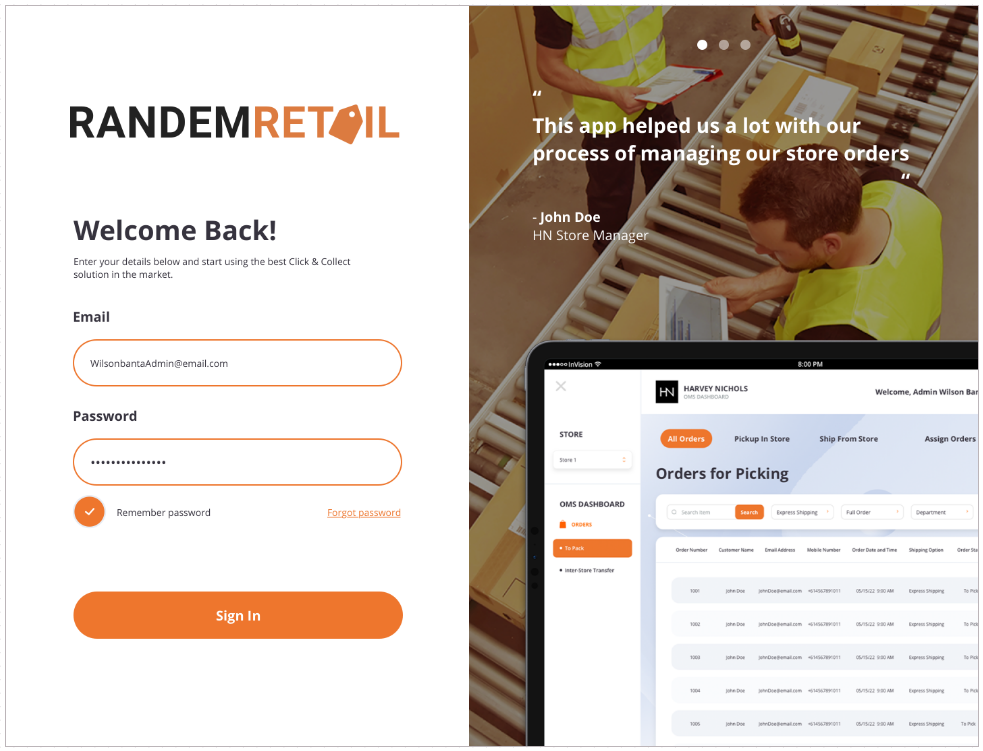 RANDEMRETAIL
Welcome Back!
Enter your details below and start using the best Click & Collect
solution in the market.
Email
WilsonbantaAdmin@email.com
Password
•••••••••••••••
Remember password
Forgot password
Sign In
“
This app helped us a lot with our
process of managing our store orders
“
- John Doe
HN Store Manager
InVision
8:00 PM
HN
HARVEY NICHOLS
OMS DASHBOARD
Welcome, Admin Wilson Ban
STORE
Store 1
OMS DASHBOARD
ORDERS
• To Pack
• Inter-Store Transfer
All Orders
Pickup In Store
Ship From Store
Assign Orders
Orders for Picking
Search item
Search
Express Shipping
Full Order
Department
Order Number Customer Name Email Address Mobile Number Order Date and Time Shipping Option Order Sta
1001 John Doe JohnDoe@email.com +614567891011 05/15/22 9:00 AM Express Shipping To Pick
1002 John Doe JohnDoe@email.com +614567891011 05/15/22 9:00 AM Express Shipping To Pick
1003 John Doe JohnDoe@email.com +614567891011 05/15/22 9:00 AM Express Shipping To Pick
1004 John Doe JohnDoe@email.com +614567891011 05/15/22 9:00 AM Express Shipping To Pick
1005 John Doe JohnDoe@email.com +614567891011 05/15/22 9:00 AM Express Shipping To Pick